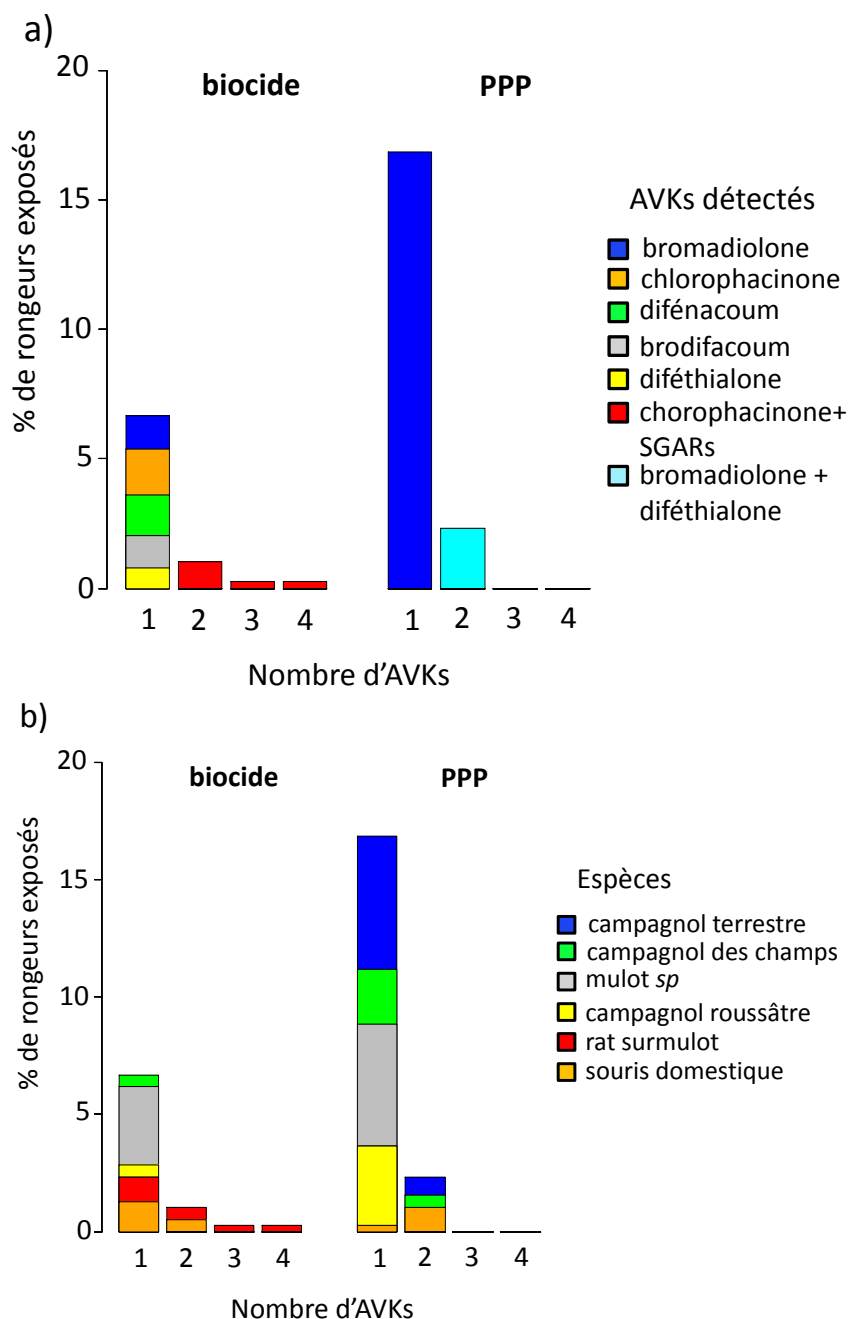 a)
biocide
PPP
20
15
10
5
0
% de rongeurs exposés
1 2 3 4
1 2 3 4
Nombre d'AVKs
AVKs détectés
bromadiolone
chlorophacinone
difénacoum
brodifacoum
diféthialone
chorophacinone+
SGARs
bromadiolone +
diféthialone
b)
biocide
PPP
20
15
10
5
0
% de rongeurs exposés
1 2 3 4
1 2 3 4
Nombre d'AVKs
Espèces
campagnol terrestre
campagnol des champs
mulot sp
campagnol roussâtre
rat surmulot
souris domestique